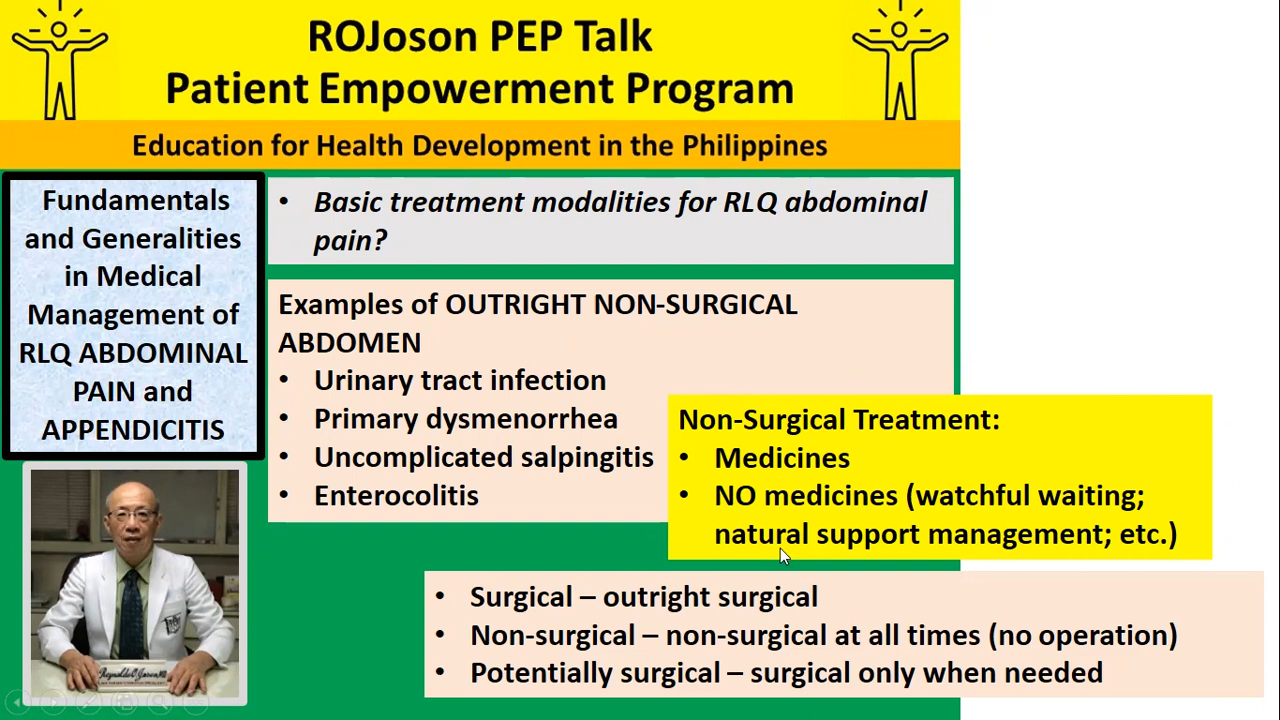 ROJoson PEP Talk
Patient Empowerment Program
Education for Health Development in the Philippines
Fundamentals
and Generalities
in Medical
Management of
RLQ ABDOMINAL
PAIN and
APPENDICITIS
• Basic treatment modalities for RLQ abdominal
pain?
Examples of OUTRIGHT NON-SURGICAL
ABDOMEN
• Urinary tract infection
• Primary dysmenorrhea
• Uncomplicated salpingitis
• Enterocolitis
Non-Surgical Treatment:
• Medicines
• NO medicines (watchful waiting;
natural support management; etc.)
• Surgical – outright surgical
• Non-surgical – non-surgical at all times (no operation)
• Potentially surgical – surgical only when needed